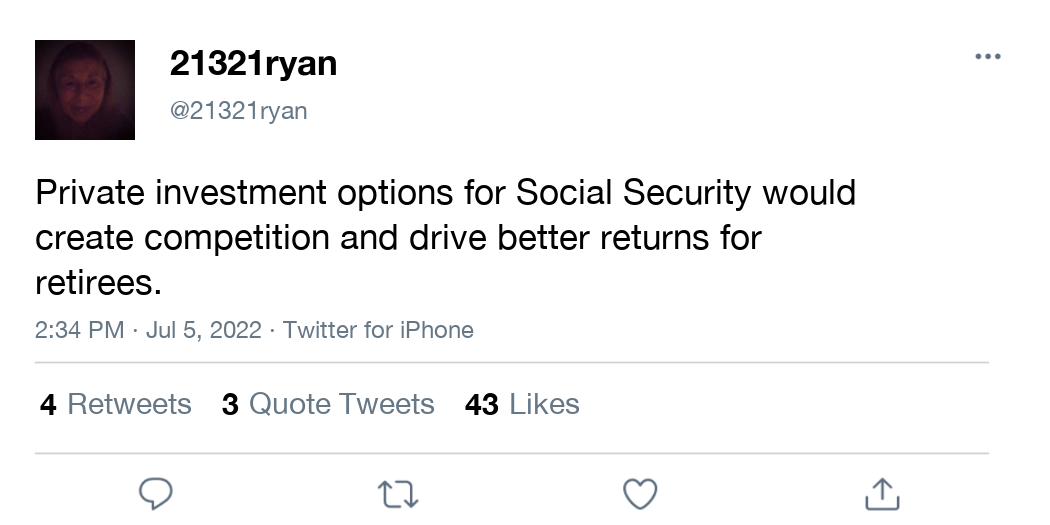 21321ryan
@21321ryan
Private investment options for Social Security would
create competition and drive better returns for
retirees.
2:34 PM · Jul 5, 2022 · Twitter for iPhone
4 Retweets 3 Quote Tweets 43 Likes